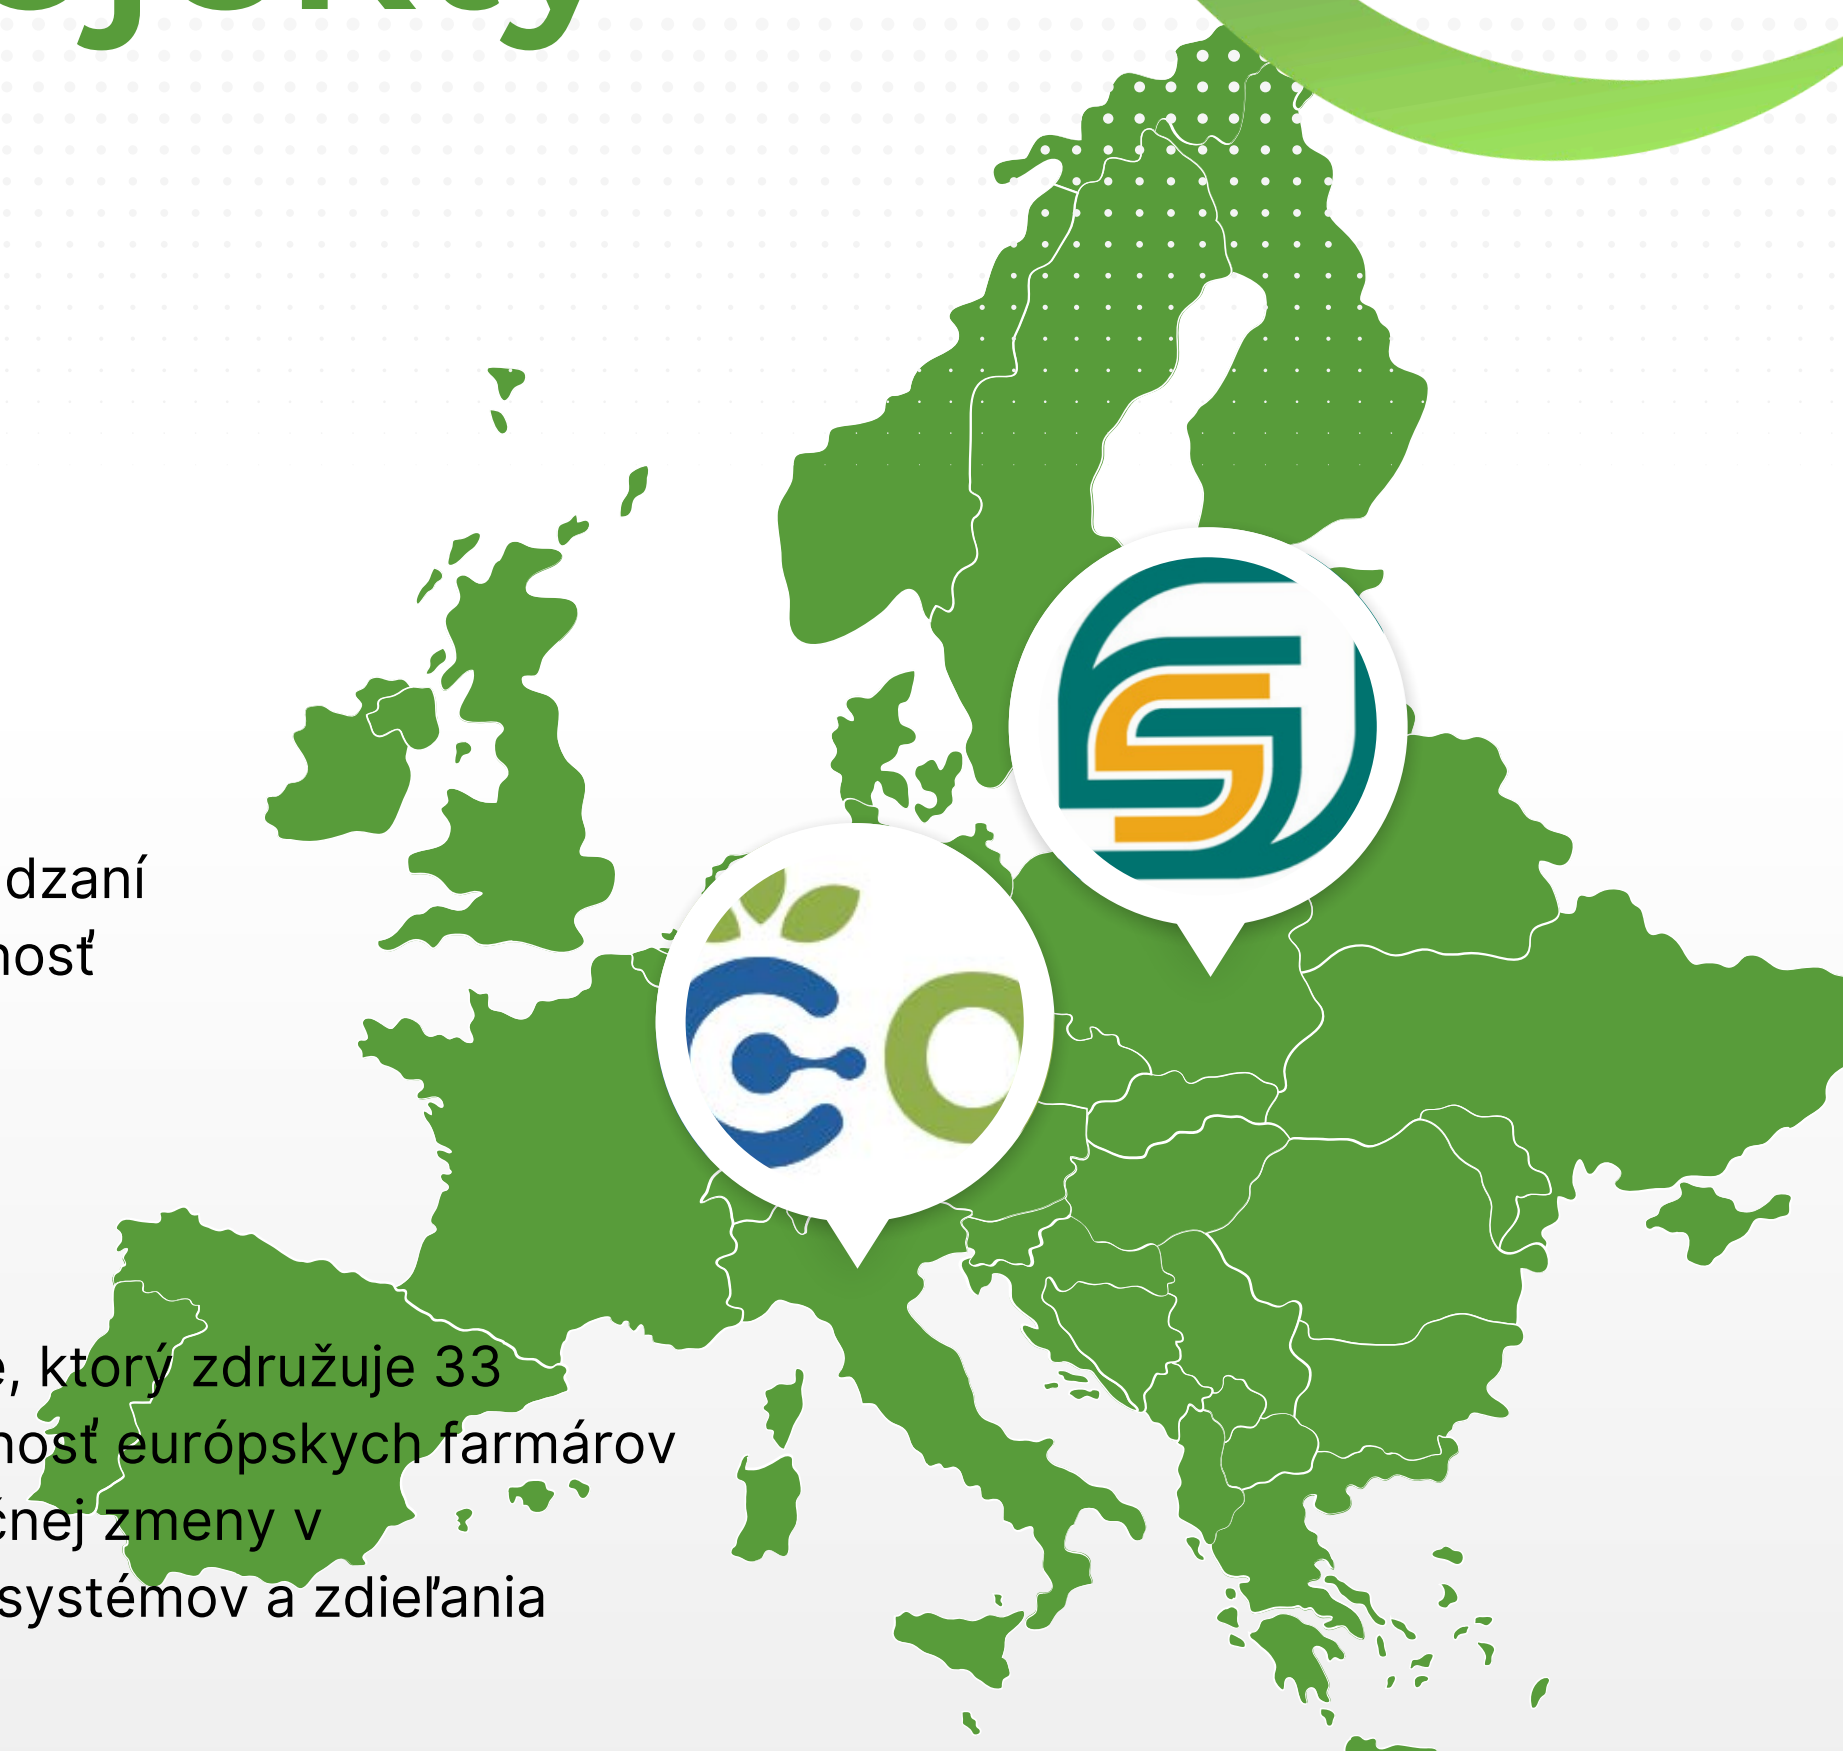 dzaní
nosť
, ktorý združuje 33
nosť európskych farmárov
čnej zmeny v
systémov a zdieľania